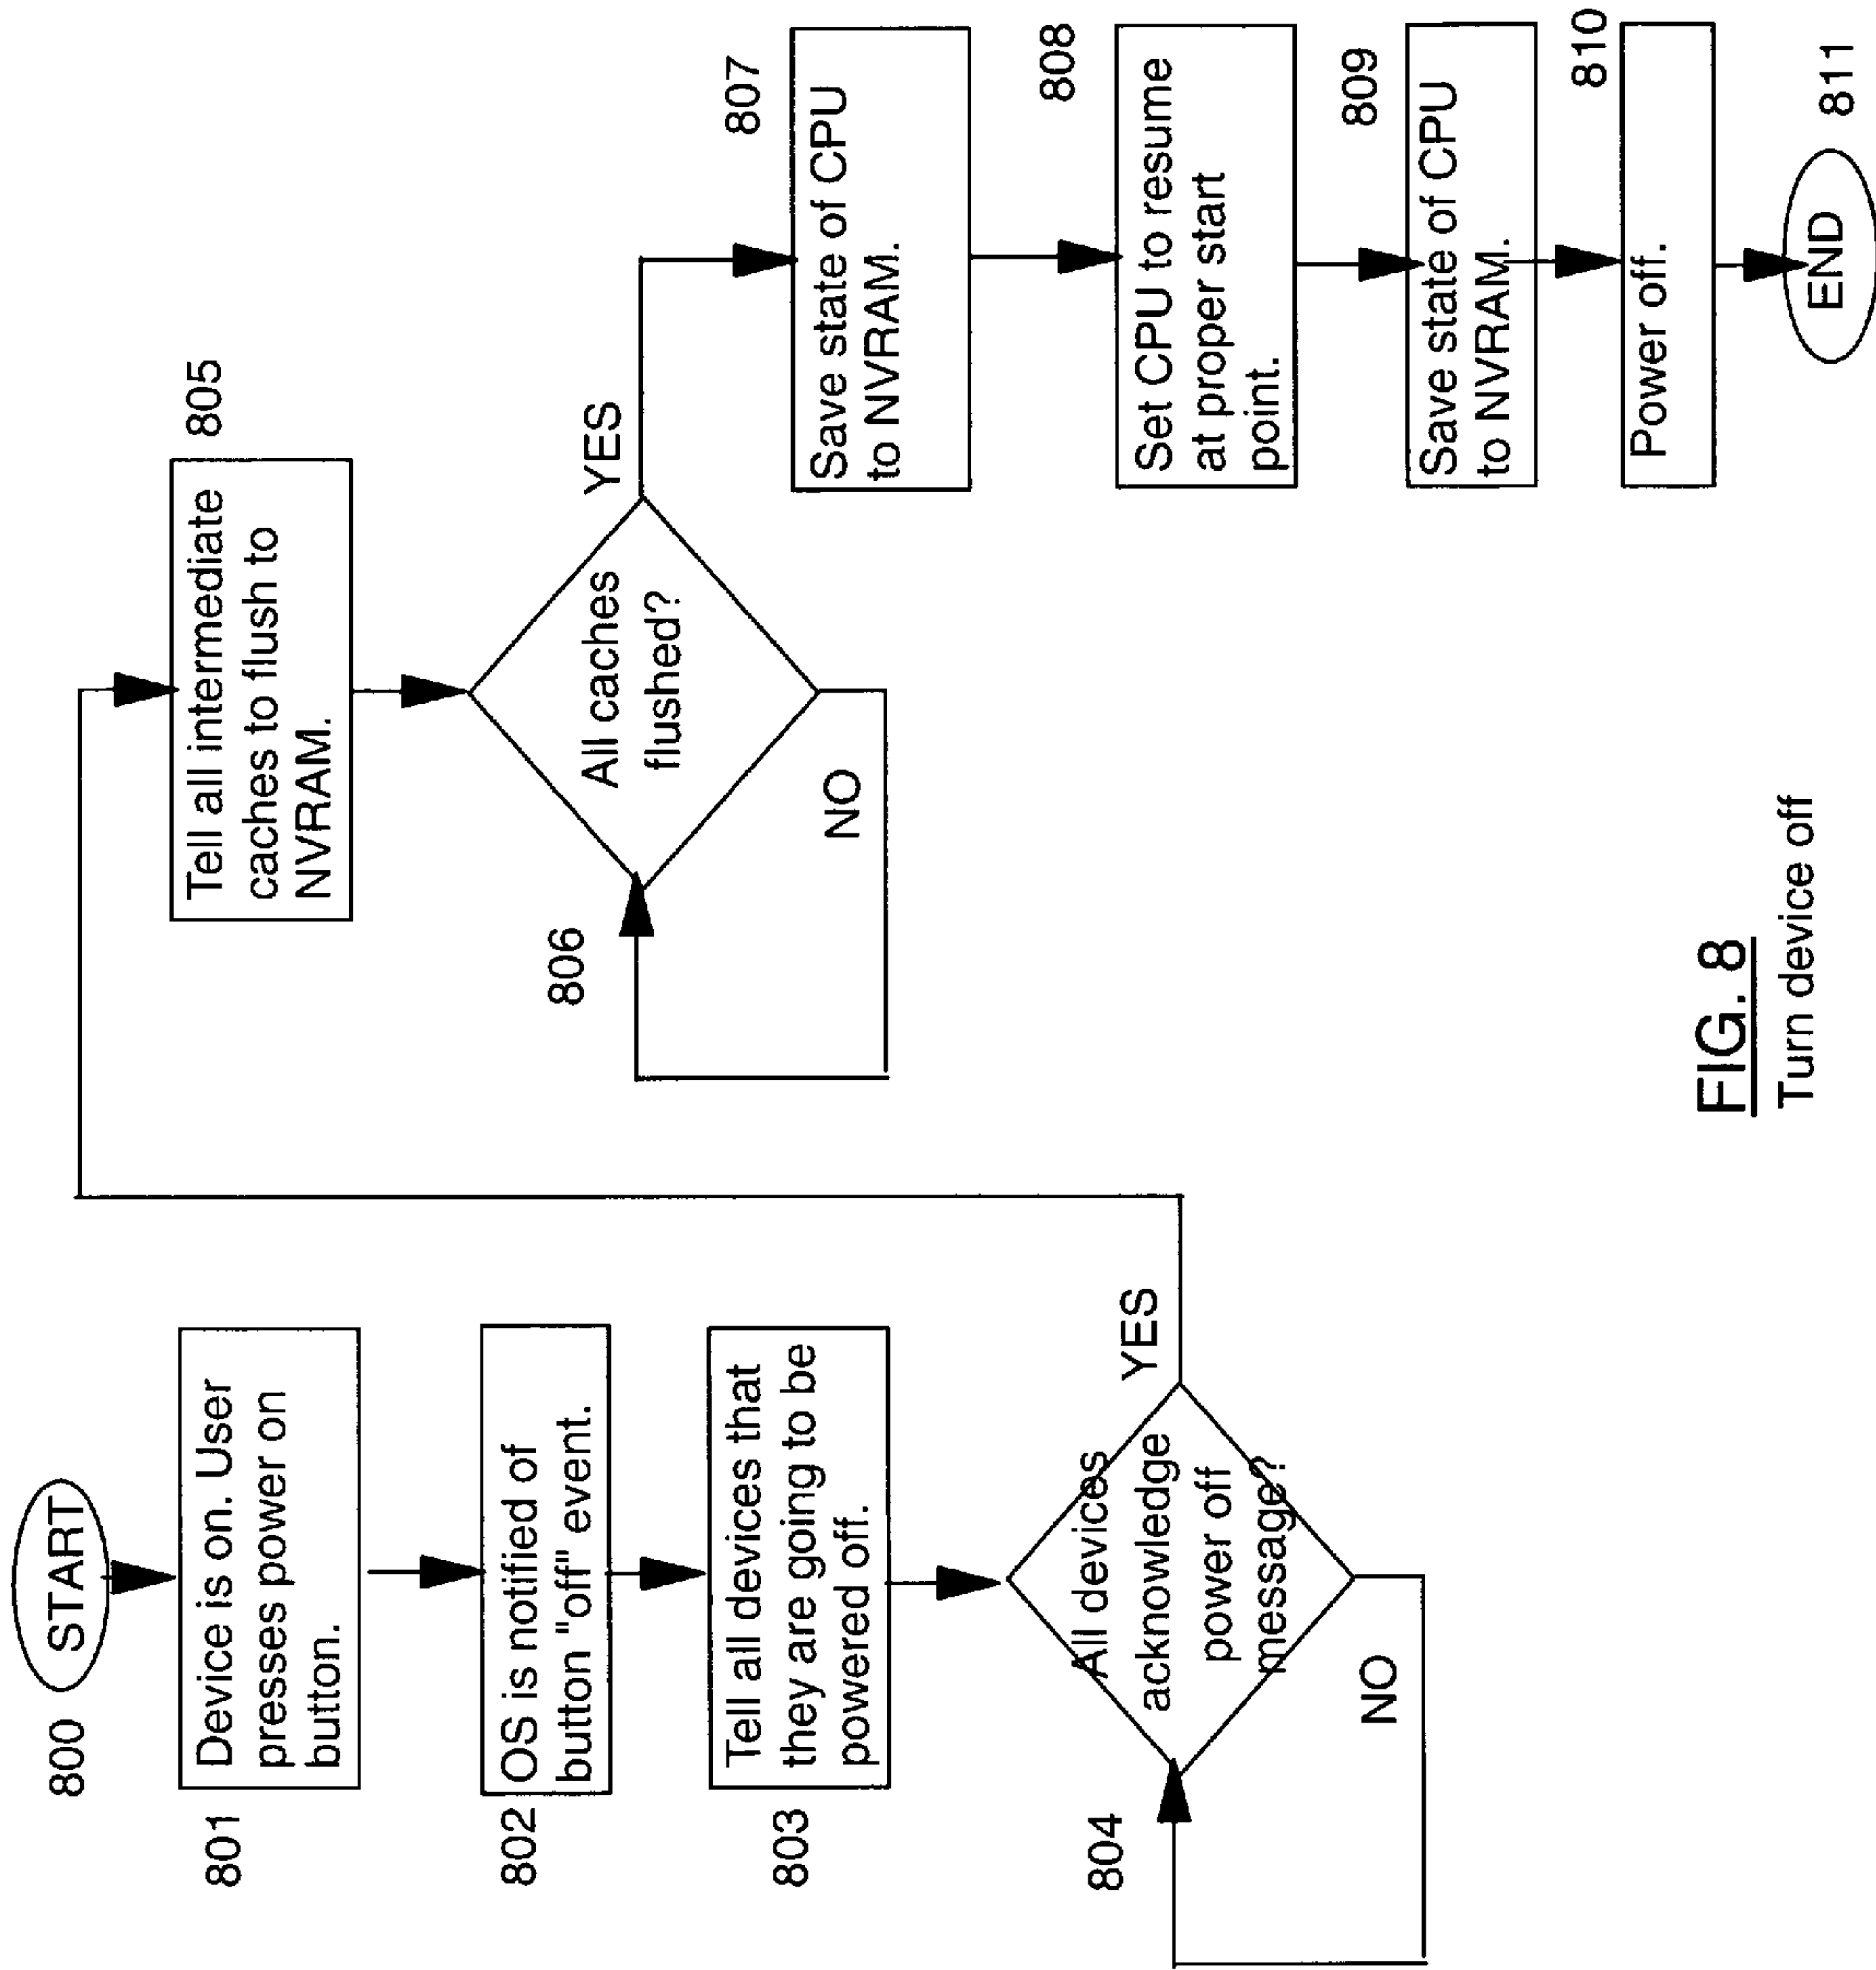 800
START
801
Device is on. User
presses power on
button.
802
OS is notified of
button "off" event.
803
Tell all devices that
they are going to be
powered off.
804
All devices
acknowledge
power off
message?
YES
NO
805
Tell all intermediate
caches to flush to
NVRAM.
806
All caches
flushed?
YES
NO
807
Save state of CPU
to NVRAM.
808
Set CPU to resume
at proper start
point.
809
Save state of CPU
to NVRAM.
810
Power off.
END
811
FIG. 8
Turn device off